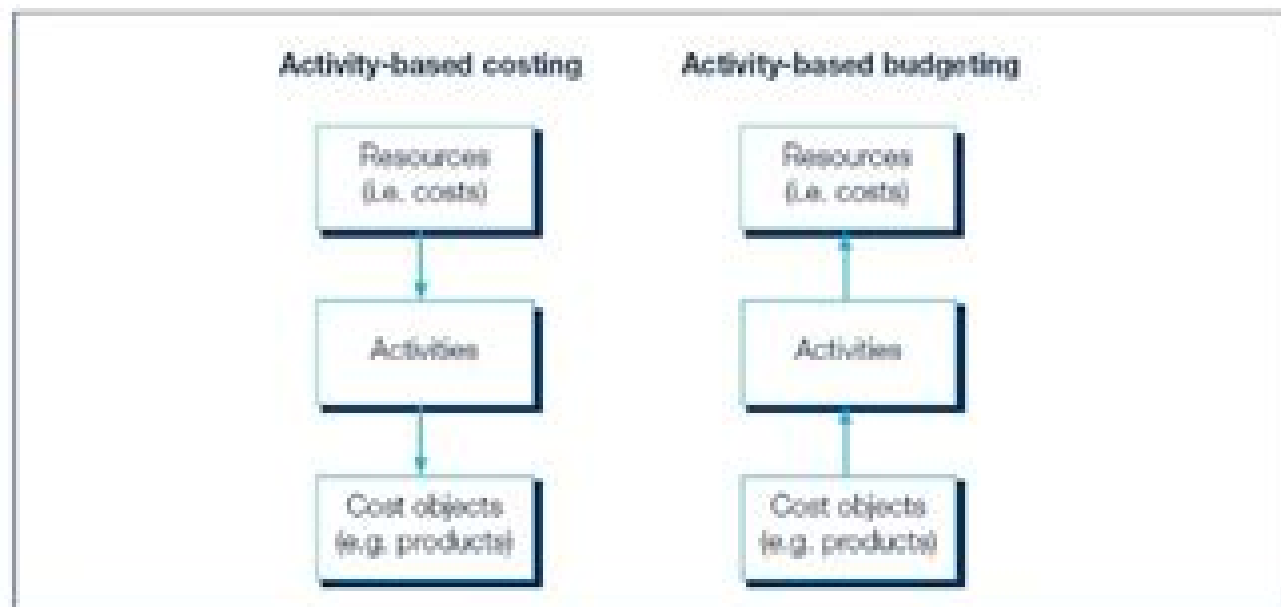 Activity-based costing
Activity-based budgeting
Resources
(i.e. costs)
Resources
(i.e. costs)
Activities
Activities
Cost objects
(e.g. products)
Cost objects
(e.g. products)